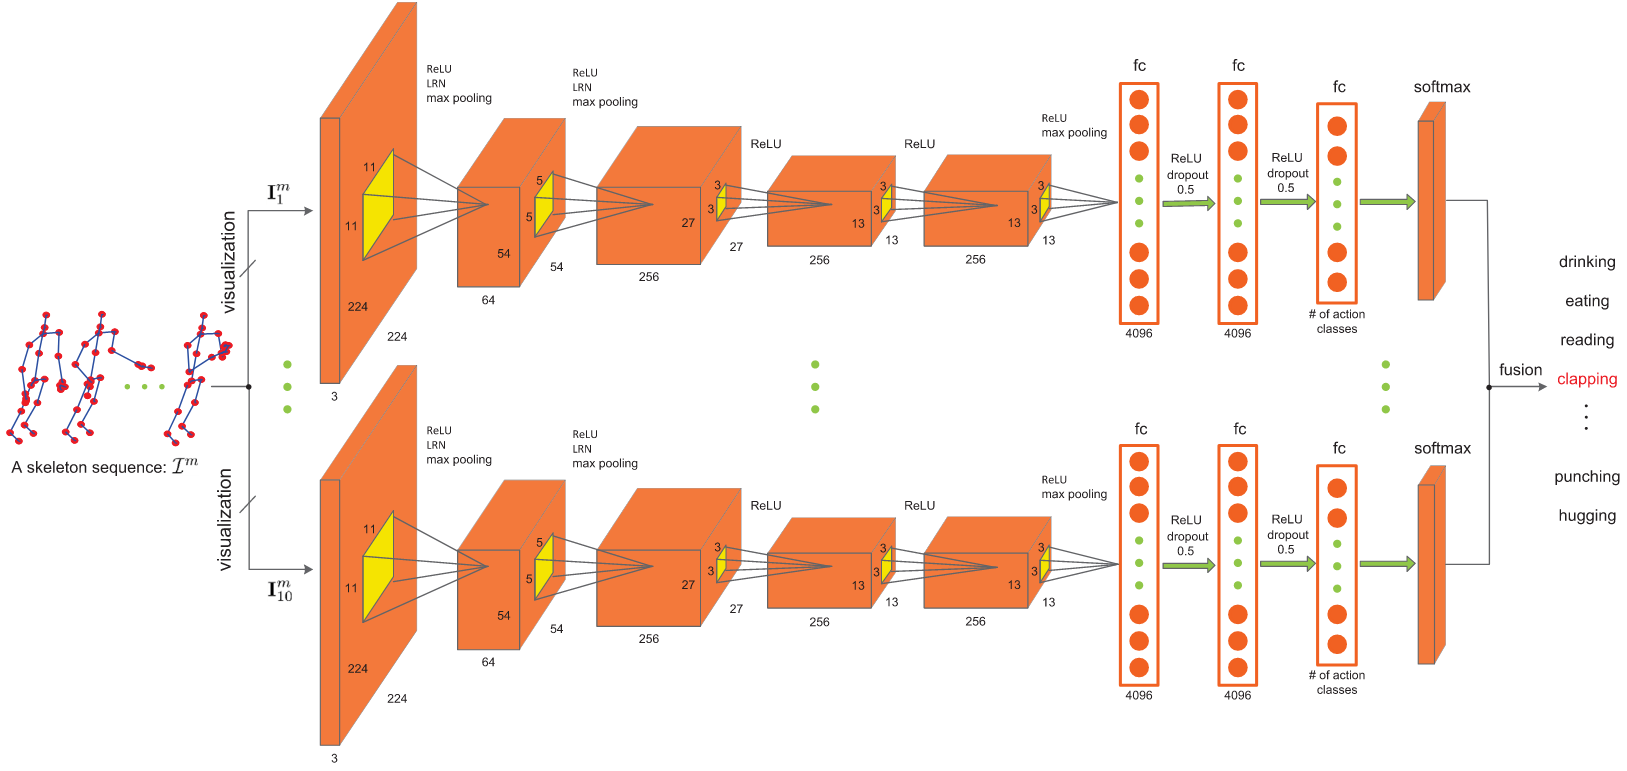 A skeleton sequence: 𝓘^m
visualization
I_1^m
3
224
224
11
11
ReLU
LRN
max pooling
64
54
54
5
5
ReLU
LRN
max pooling
256
27
27
3
3
ReLU
256
13
13
3
3
ReLU
256
13
13
3
3
ReLU
max pooling
fc
4096
ReLU
dropout
0.5
fc
4096
ReLU
dropout
0.5
fc
# of action
classes
softmax
visualization
I_10^m
3
224
224
11
11
ReLU
LRN
max pooling
64
54
54
5
5
ReLU
LRN
max pooling
256
27
27
3
3
ReLU
256
13
13
3
3
ReLU
256
13
13
3
3
ReLU
max pooling
fc
4096
ReLU
dropout
0.5
fc
4096
ReLU
dropout
0.5
fc
# of action
classes
softmax
fusion
drinking
eating
reading
clapping
punching
hugging